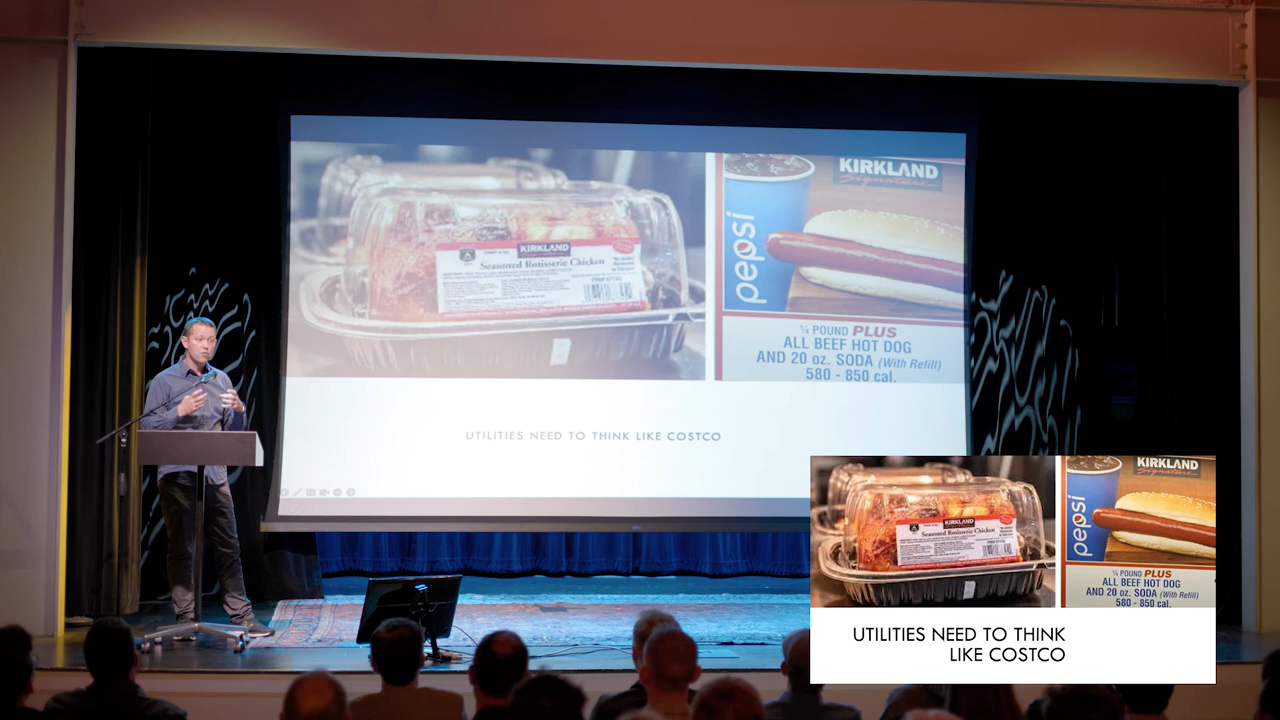 KIRKLAND
Seasoned Rotisserie Chicken
KIRKLAND
Signature
pepsi
¼ POUND PLUS
ALL BEEF HOT DOG
AND 20 oz. SODA (With Refill)
580 - 850 cal.
UTILITIES NEED TO THINK LIKE COSTCO
KIRKLAND
Seasoned Rotisserie Chicken
KIRKLAND
Signature
pepsi
¼ POUND PLUS
ALL BEEF HOT DOG
AND 20 oz. SODA (With Refill)
580 - 850 cal.
UTILITIES NEED TO THINK
LIKE COSTCO